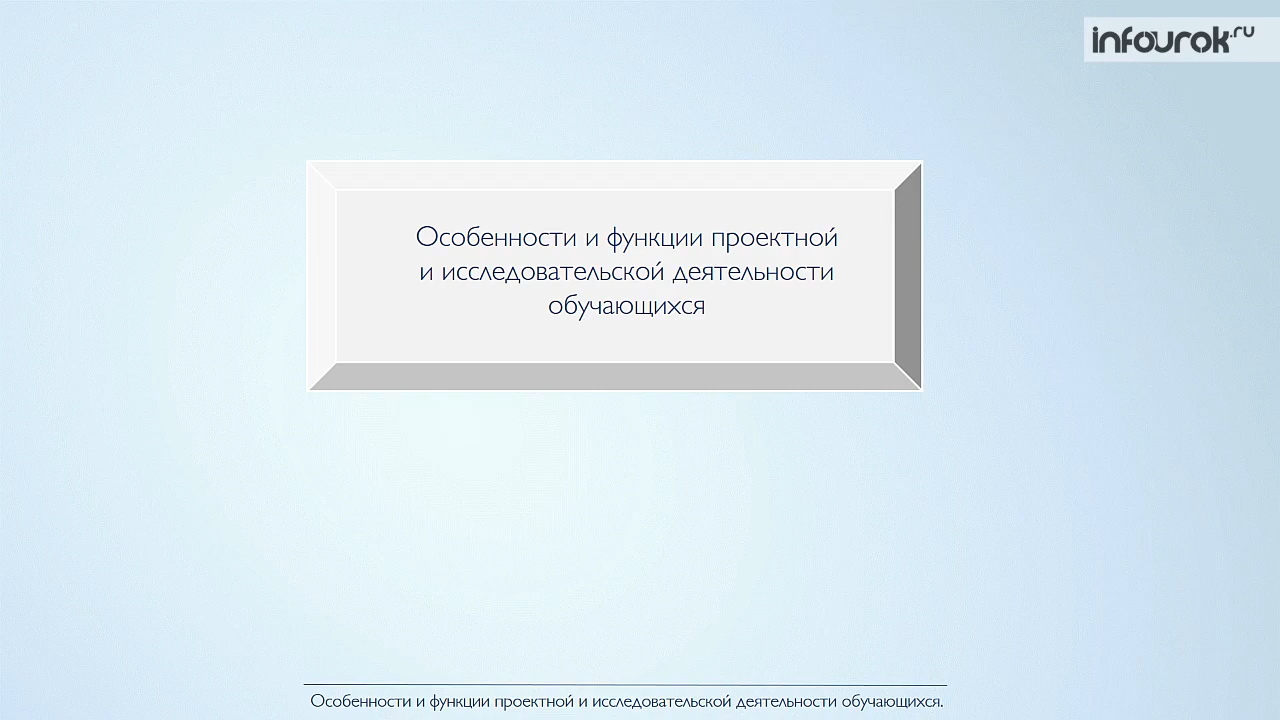 infourok.ru
Особенности и функции проектной
и исследовательской деятельности
обучающихся
Особенности и функции проектной и исследовательской деятельности обучающихся.